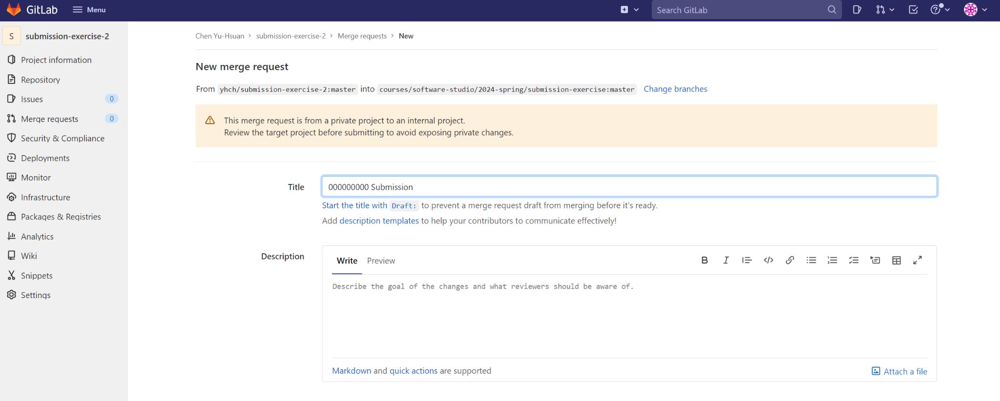 GitLab Menu Search GitLab
S submission-exercise-2
Project information
Repository
Issues 0
Merge requests 0
Security & Compliance
Deployments
Monitor
Infrastructure
Packages & Registries
Analytics
Wiki
Snippets
Settings
Chen Yu-Hsuan > submission-exercise-2 > Merge requests > New
New merge request
From yhch/submission-exercise-2:master into courses/software-studio/2024-spring/submission-exercise:master Change branches
This merge request is from a private project to an internal project.
Review the target project before submitting to avoid exposing private changes.
Title 000000000 Submission
Start the title with Draft: to prevent a merge request draft from merging before it's ready.
Add description templates to help your contributors to communicate effectively!
Description Write Preview
Describe the goal of the changes and what reviewers should be aware of.
Markdown and quick actions are supported Attach a file